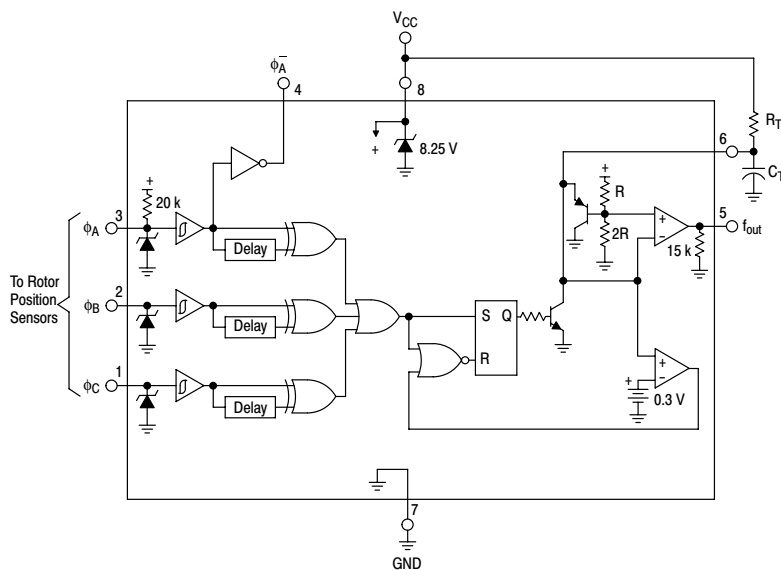 V_CC
ϕ_A̅
4
8
R_T
+
8.25 V
6
C_T
+
20 k
R
+
3
ϕ_A
2R
+
−
5
f_out
15 k
Delay
To Rotor
Position
Sensors
2
ϕ_B
S Q
Delay
R
1
ϕ_C
+
−
+
0.3 V
Delay
7
GND